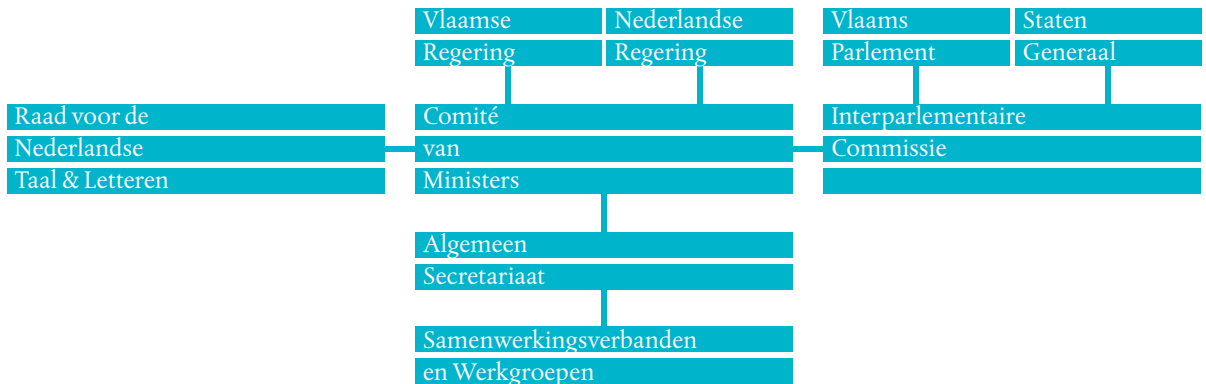 Vlaamse
Regering
Nederlandse
Regering
Vlaams
Parlement
Staten
Generaal
Raad voor de
Nederlandse
Taal & Letteren
Comité
van
Ministers
Interparlementaire
Commissie
Algemeen
Secretariaat
Samenwerkingsverbanden
en Werkgroepen